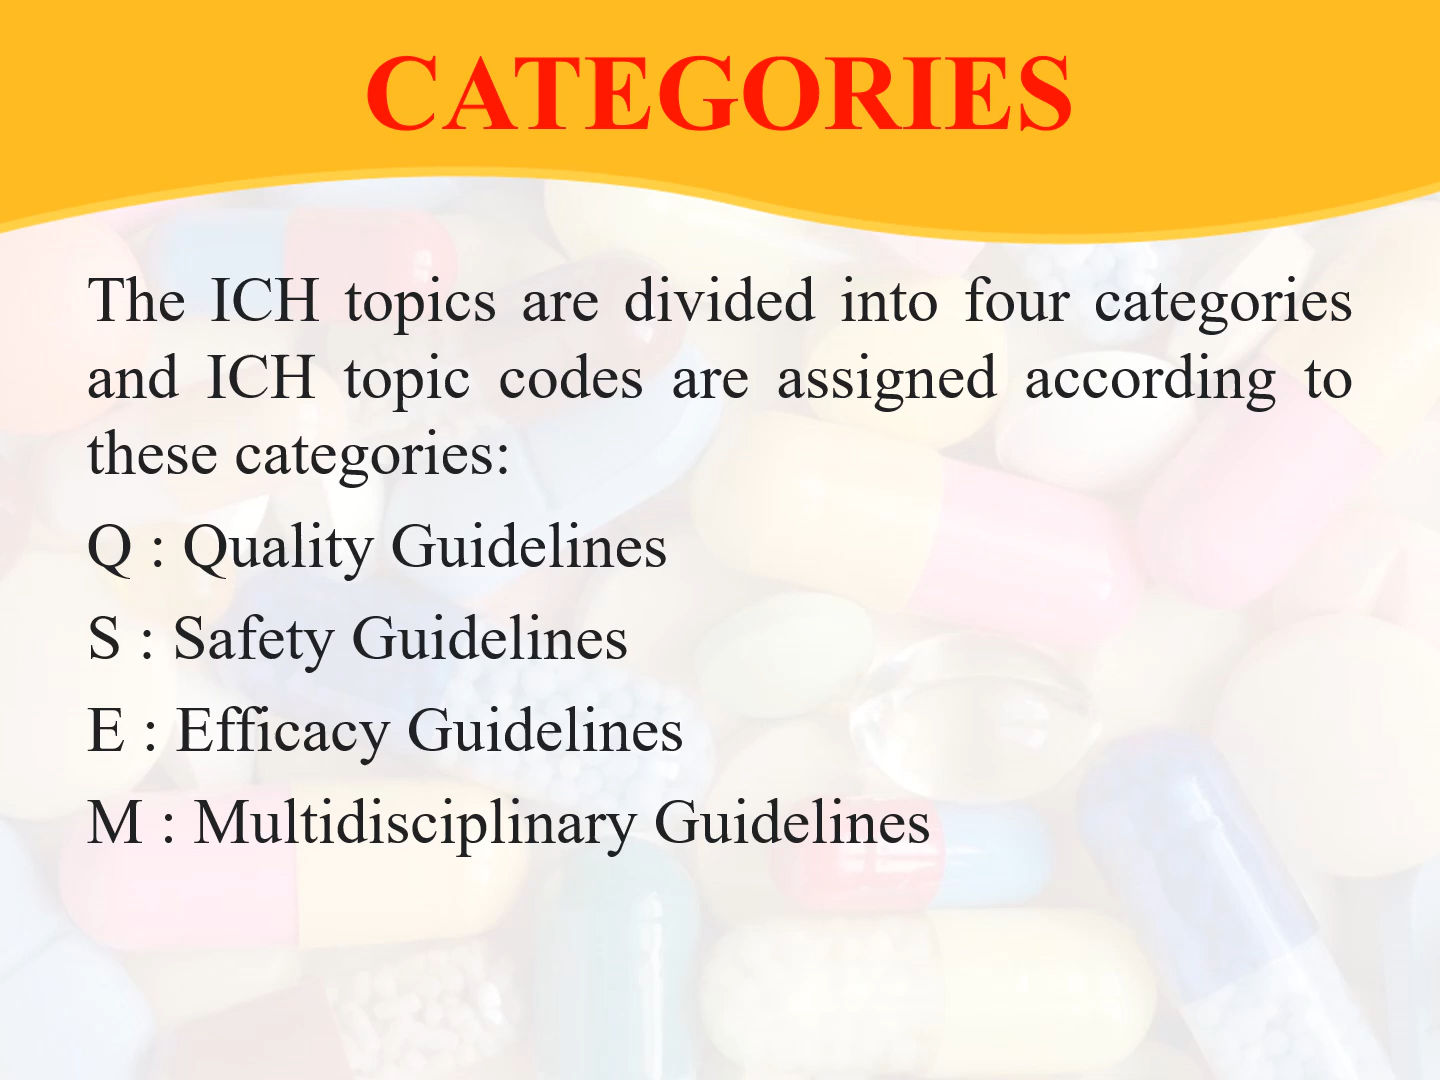 CATEGORIES
The ICH topics are divided into four categories
and ICH topic codes are assigned according to
these categories:
Q : Quality Guidelines
S : Safety Guidelines
E : Efficacy Guidelines
M : Multidisciplinary Guidelines